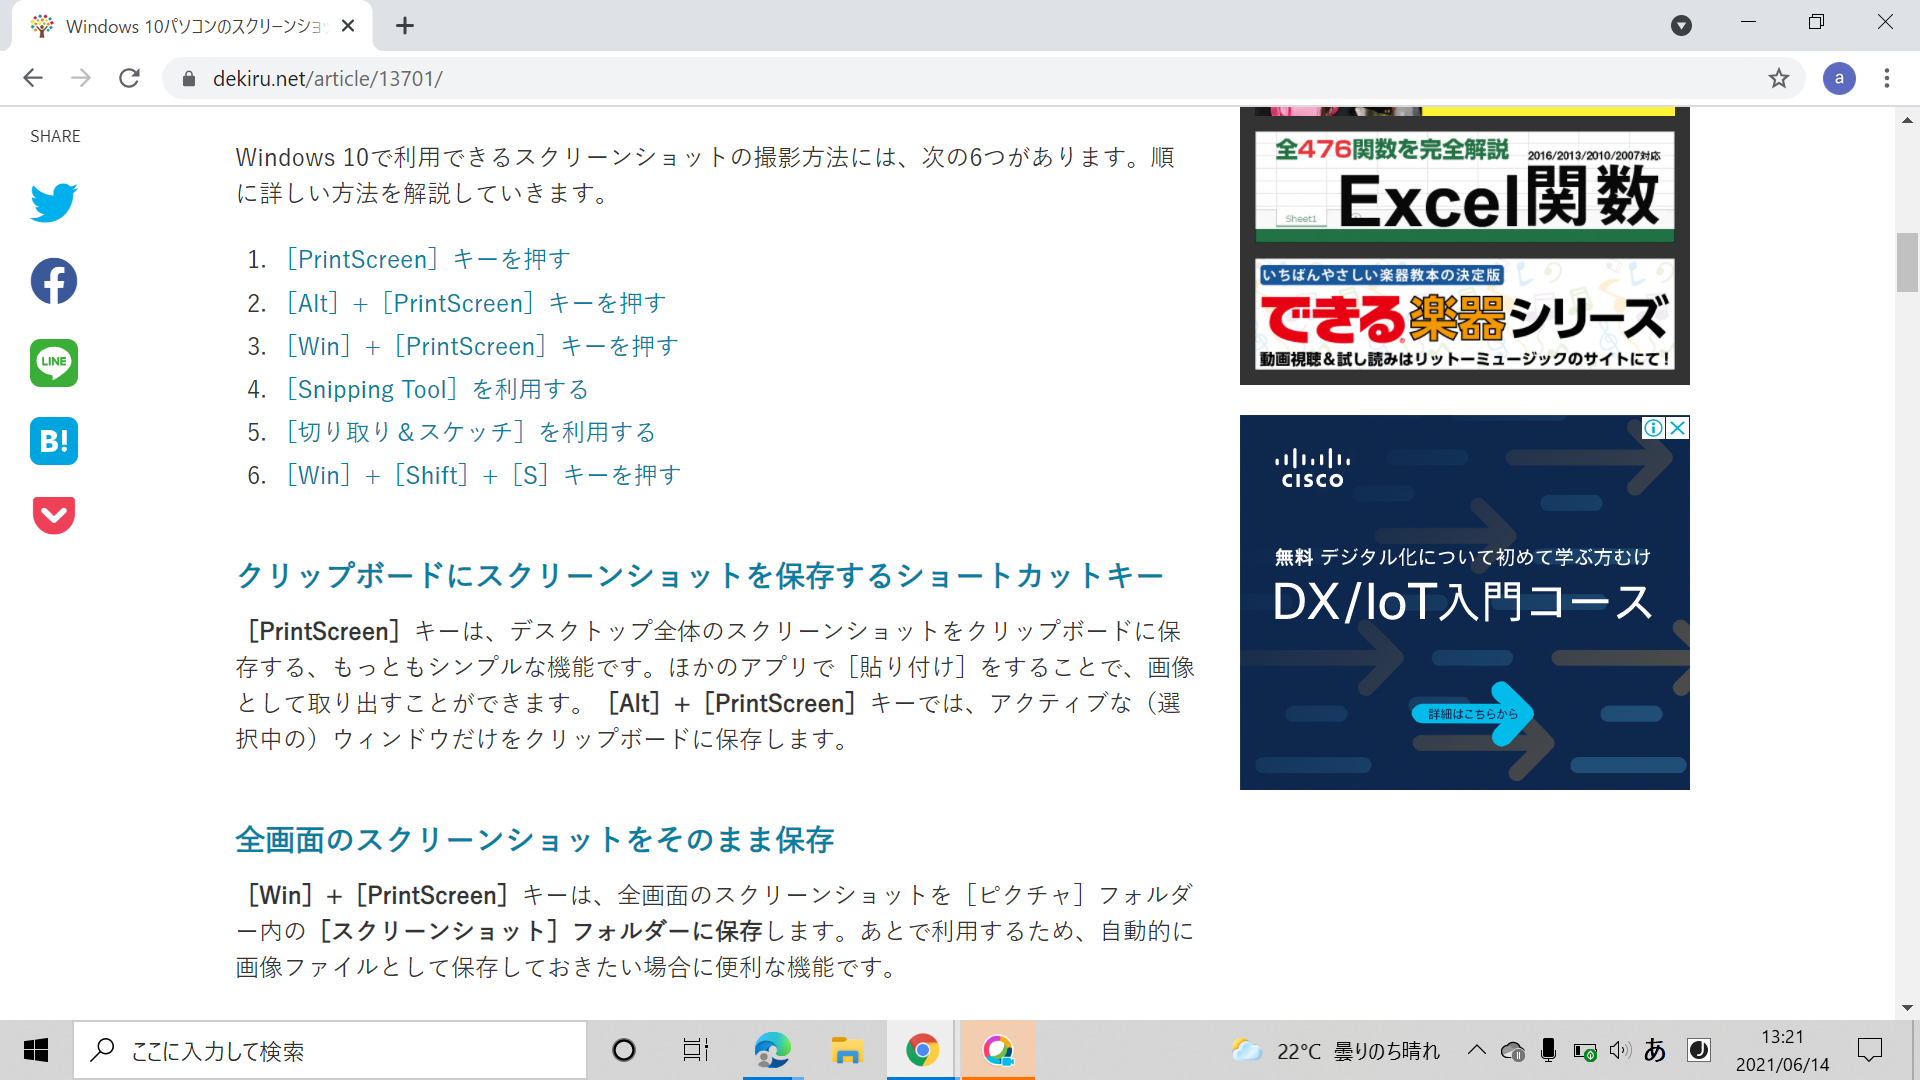 Windows 10パソコンのスクリーンショ
dekiru.net/article/13701/
a
SHARE
LINE
B!
Windows 10で利用できるスクリーンショットの撮影方法には、次の6つがあります。順
に詳しい方法を解説していきます。
1. ［PrintScreen］キーを押す
2. ［Alt］+［PrintScreen］キーを押す
3. ［Win］+［PrintScreen］キーを押す
4. ［Snipping Tool］を利用する
5. ［切り取り＆スケッチ］を利用する
6. ［Win］+［Shift］+［S］キーを押す
クリップボードにスクリーンショットを保存するショートカットキー
［PrintScreen］キーは、デスクトップ全体のスクリーンショットをクリップボードに保
存する、もっともシンプルな機能です。ほかのアプリで［貼り付け］をすることで、画像
として取り出すことができます。［Alt］+［PrintScreen］キーでは、アクティブな（選
択中の）ウィンドウだけをクリップボードに保存します。
全画面のスクリーンショットをそのまま保存
［Win］+［PrintScreen］キーは、全画面のスクリーンショットを［ピクチャ］フォルダ
ー内の［スクリーンショット］フォルダーに保存します。あとで利用するため、自動的に
画像ファイルとして保存しておきたい場合に便利な機能です。
全476関数を完全解説
2016/2013/2010/2007対応
Excel関数
Sheet1
いちばんやさしい楽器教本の決定版
できる®楽器シリーズ
動画視聴＆試し読みはリットーミュージックのサイトにて！
CISCO
無料 デジタル化について初めて学ぶ方むけ
DX/IoT入門コース
詳細はこちらから
ここに入力して検索
22°C 曇りのち晴れ
あ
13:21
2021/06/14